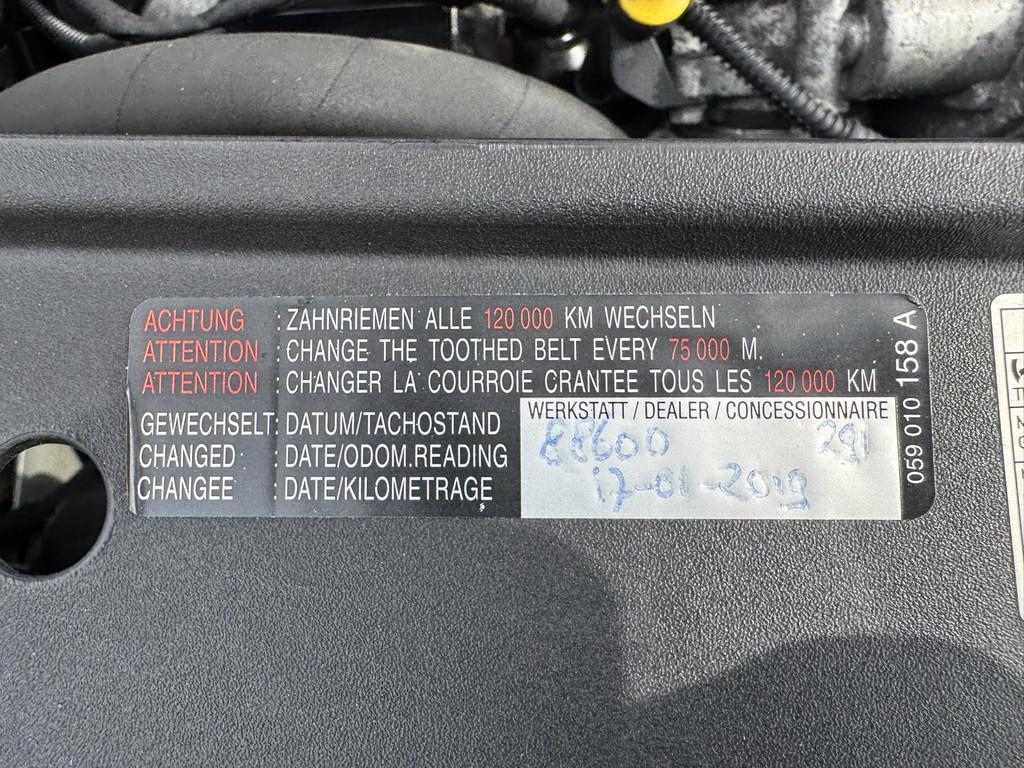 ACHTUNG : ZAHNRIEMEN ALLE 120 000 KM WECHSELN
ATTENTION : CHANGE THE TOOTHED BELT EVERY 75 000 M.
ATTENTION : CHANGER LA COURROIE CRANTEE TOUS LES 120 000 KM
GEWECHSELT: DATUM/TACHOSTAND
CHANGED : DATE/ODOM.READING
CHANGEE : DATE/KILOMETRAGE
WERKSTATT / DEALER / CONCESSIONNAIRE
88600 291
17-01-2019
059 010 158 A